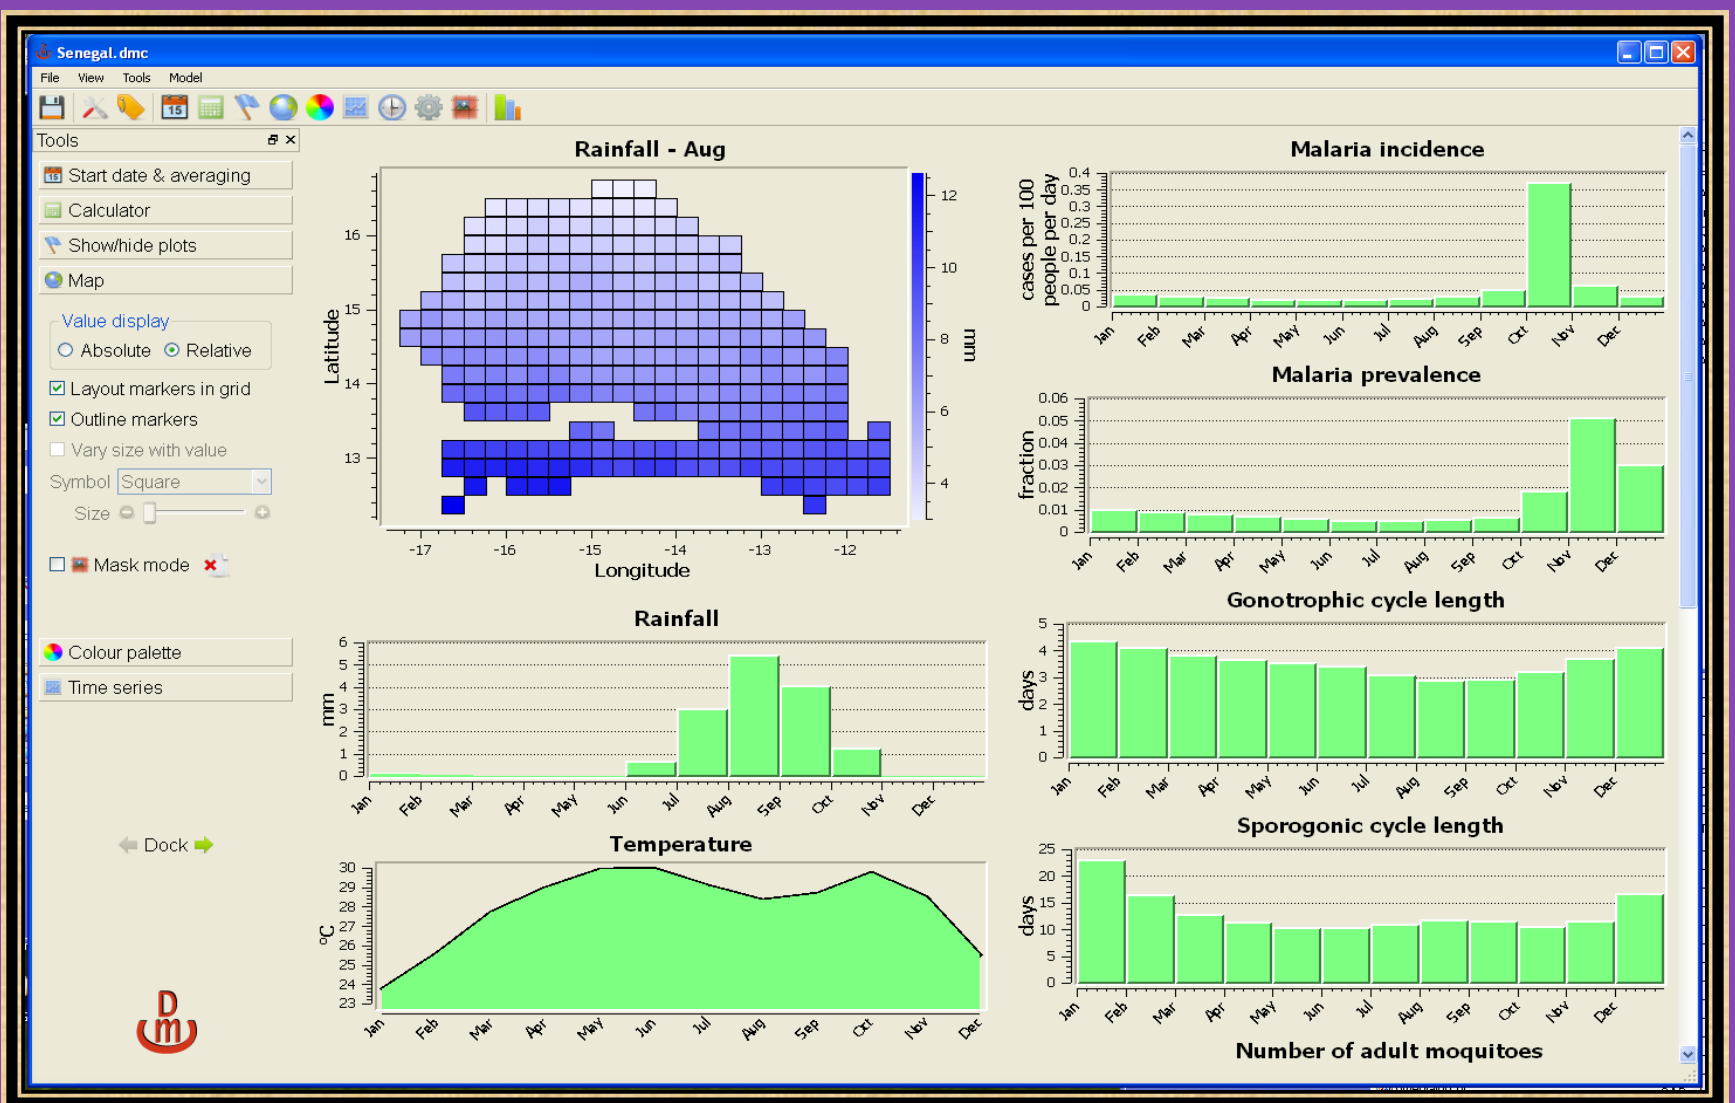 Senegal.dmc
File View Tools Model
15
Tools
15 Start date & averaging
Calculator
Show/hide plots
Map
Value display
Absolute Relative
Layout markers in grid
Outline markers
Vary size with value
Symbol Square
Size
Mask mode
Colour palette
Time series
Dock
D
m
Rainfall - Aug
Latitude
16
15
14
13
-17 -16 -15 -14 -13 -12
Longitude
12
10
8
6
4
mm
Rainfall
mm
6
5
4
3
2
1
0
Jan Feb Mar Apr May Jun Jul Aug Sep Oct Nov Dec
Temperature
°C
30
29
28
27
26
25
24
23
Jan Feb Mar Apr May Jun Jul Aug Sep Oct Nov Dec
Malaria incidence
cases per 100
people per day
0.4
0.35
0.3
0.25
0.2
0.15
0.1
0.05
0
Jan Feb Mar Apr May Jun Jul Aug Sep Oct Nov Dec
Malaria prevalence
fraction
0.06
0.05
0.04
0.03
0.02
0.01
0
Jan Feb Mar Apr May Jun Jul Aug Sep Oct Nov Dec
Gonotrophic cycle length
days
5
4
3
2
1
0
Jan Feb Mar Apr May Jun Jul Aug Sep Oct Nov Dec
Sporogonic cycle length
days
25
20
15
10
5
0
Jan Feb Mar Apr May Jun Jul Aug Sep Oct Nov Dec
Number of adult moquitoes